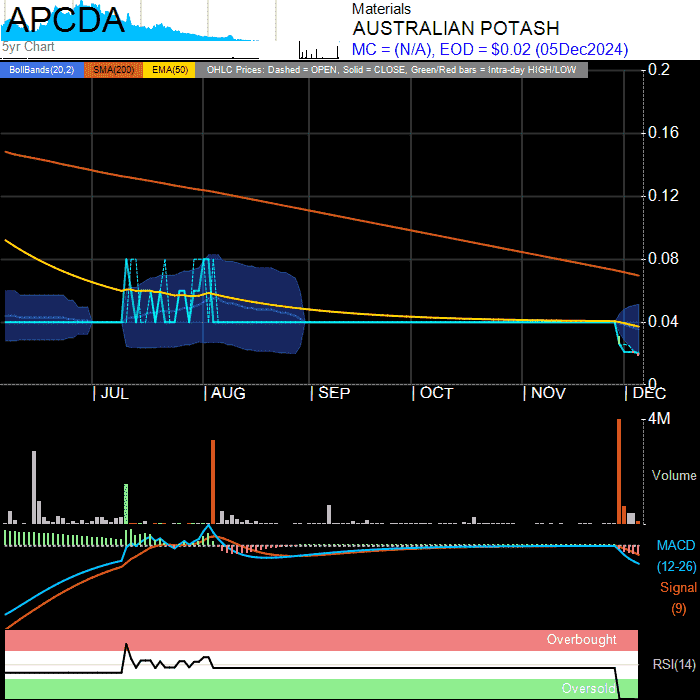 APCDA
5yr Chart
Materials
AUSTRALIAN POTASH
MC = (N/A), EOD = $0.02 (05Dec2024)
BollBands(20,2) SMA(200) EMA(50) OHLC Prices: Dashed = OPEN, Solid = CLOSE, Green/Red bars = Intra-day HIGH/LOW
0.2
0.16
0.12
0.08
0.04
0
JUL AUG SEP OCT NOV DEC
4M
Volume
MACD
(12-26)
Signal
(9)
Overbought
RSI(14)
Oversold